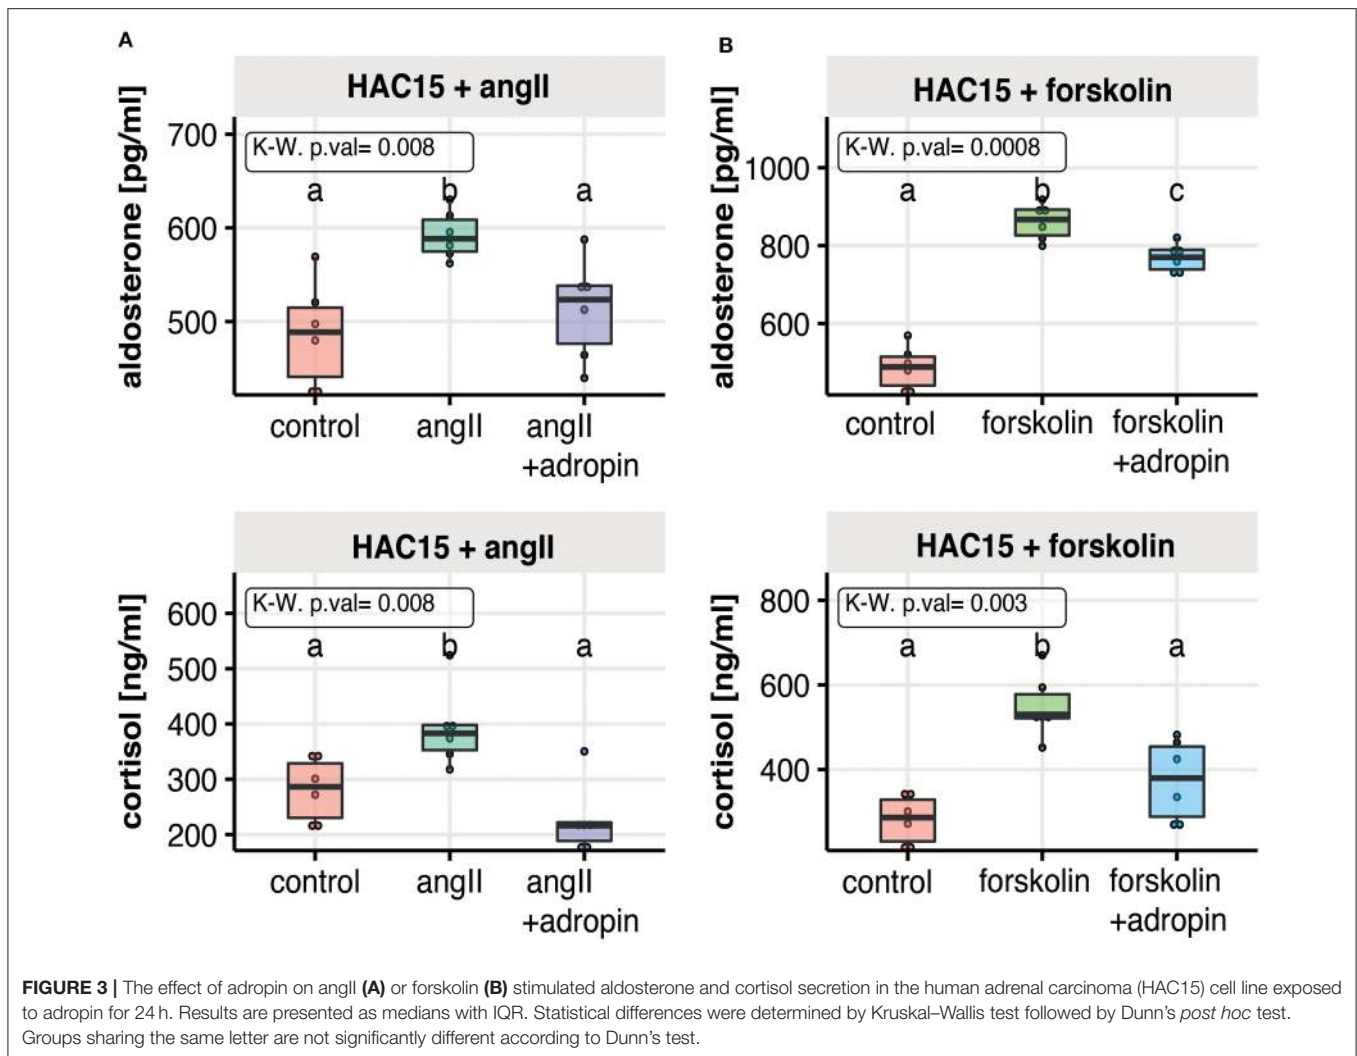 A
HAC15 + angII
aldosterone [pg/ml]
700
600
500
K-W. p.val= 0.008
a b a
control angII angII
+adropin
B
HAC15 + forskolin
aldosterone [pg/ml]
1000
800
600
K-W. p.val= 0.0008
a b c
control forskolin forskolin
+adropin
HAC15 + angII
cortisol [ng/ml]
600
500
400
300
200
K-W. p.val= 0.008
a b a
control angII angII
+adropin
HAC15 + forskolin
cortisol [ng/ml]
800
600
400
K-W. p.val= 0.003
a b a
control forskolin forskolin
+adropin
FIGURE 3 | The effect of adropin on angII (A) or forskolin (B) stimulated aldosterone and cortisol secretion in the human adrenal carcinoma (HAC15) cell line exposed
to adropin for 24 h. Results are presented as medians with IQR. Statistical differences were determined by Kruskal–Wallis test followed by Dunn's post hoc test.
Groups sharing the same letter are not significantly different according to Dunn's test.